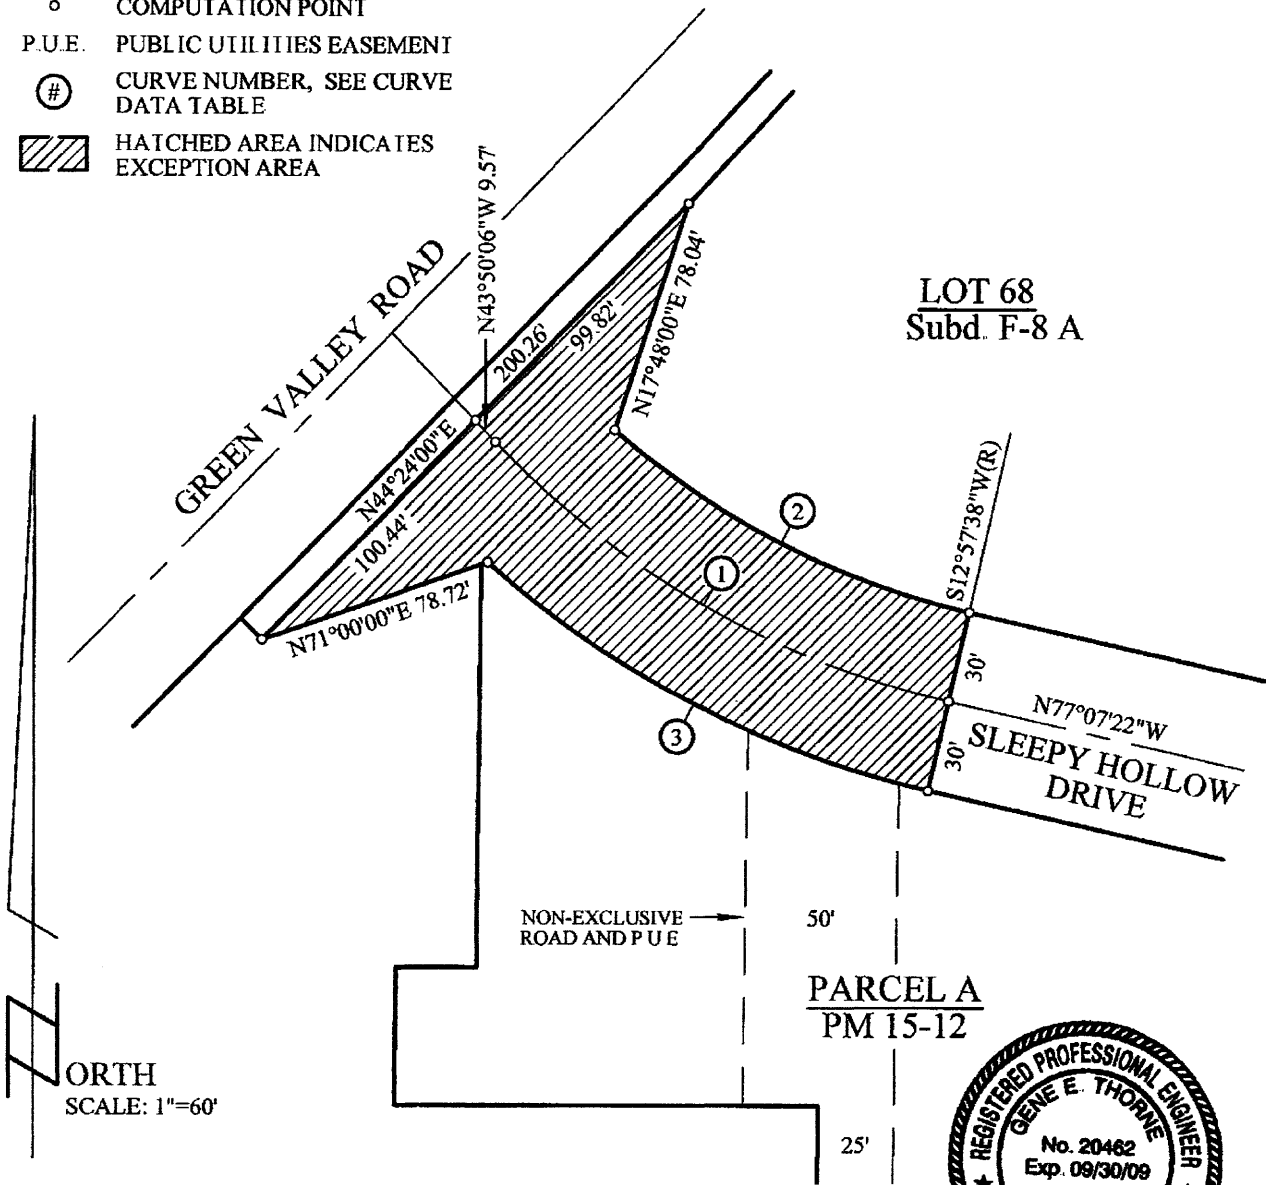 COMPUTATION POINT
P.U.E. PUBLIC UTILITIES EASEMENT
# CURVE NUMBER, SEE CURVE
DATA TABLE
HATCHED AREA INDICATES
EXCEPTION AREA
N43°50'06"W 9.57'
GREEN VALLEY ROAD
200.26'
99.82'
N17°48'00"E 78.04'
LOT 68
Subd. F-8 A
N44°24'00"E
100.44'
N71°00'00"E 78.72'
2
1
3
S12°57'38"W(R)
30'
30'
N77°07'22"W
SLEEPY HOLLOW
DRIVE
NON-EXCLUSIVE
ROAD AND P U E
50'
PARCEL A
PM 15-12
25'
ORTH
SCALE: 1"=60'
REGISTERED PROFESSIONAL ENGINEER
GENE E. THORNE
No. 20462
Exp. 09/30/09